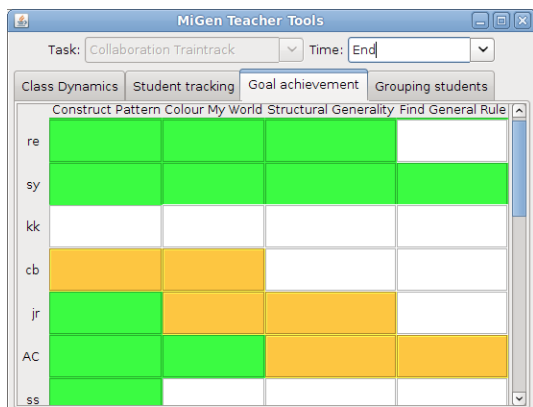 MiGen Teacher Tools
Task: Collaboration Traintrack Time: End
Class Dynamics Student tracking Goal achievement Grouping students
Construct Pattern Colour My World Structural Generality Find General Rule
re
sy
kk
cb
jr
AC
ss